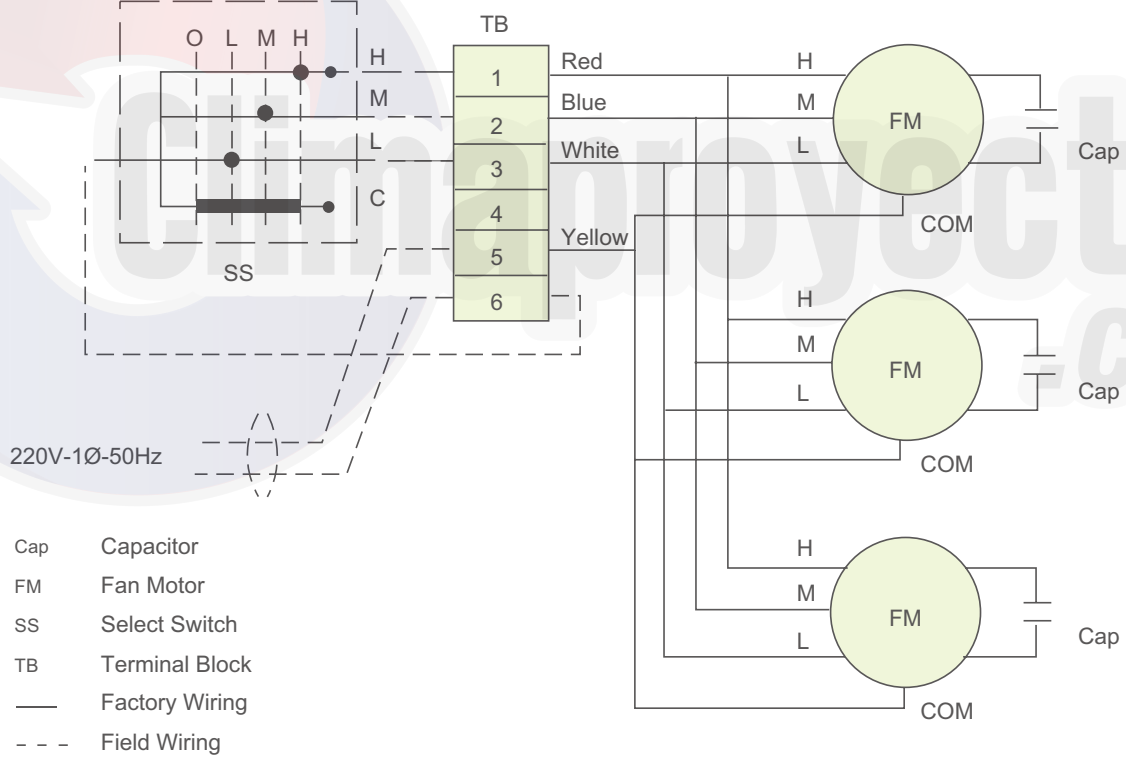 TB
O L M H
H
M
L
C
SS
1
2
3
4
5
6
Red
Blue
White
Yellow
H
M
L
FM
Cap
COM
H
M
L
FM
Cap
COM
H
M
L
FM
Cap
COM
220V-1Ø-50Hz
Cap Capacitor
FM Fan Motor
SS Select Switch
TB Terminal Block
Factory Wiring
Field Wiring
Climaproyect
.c